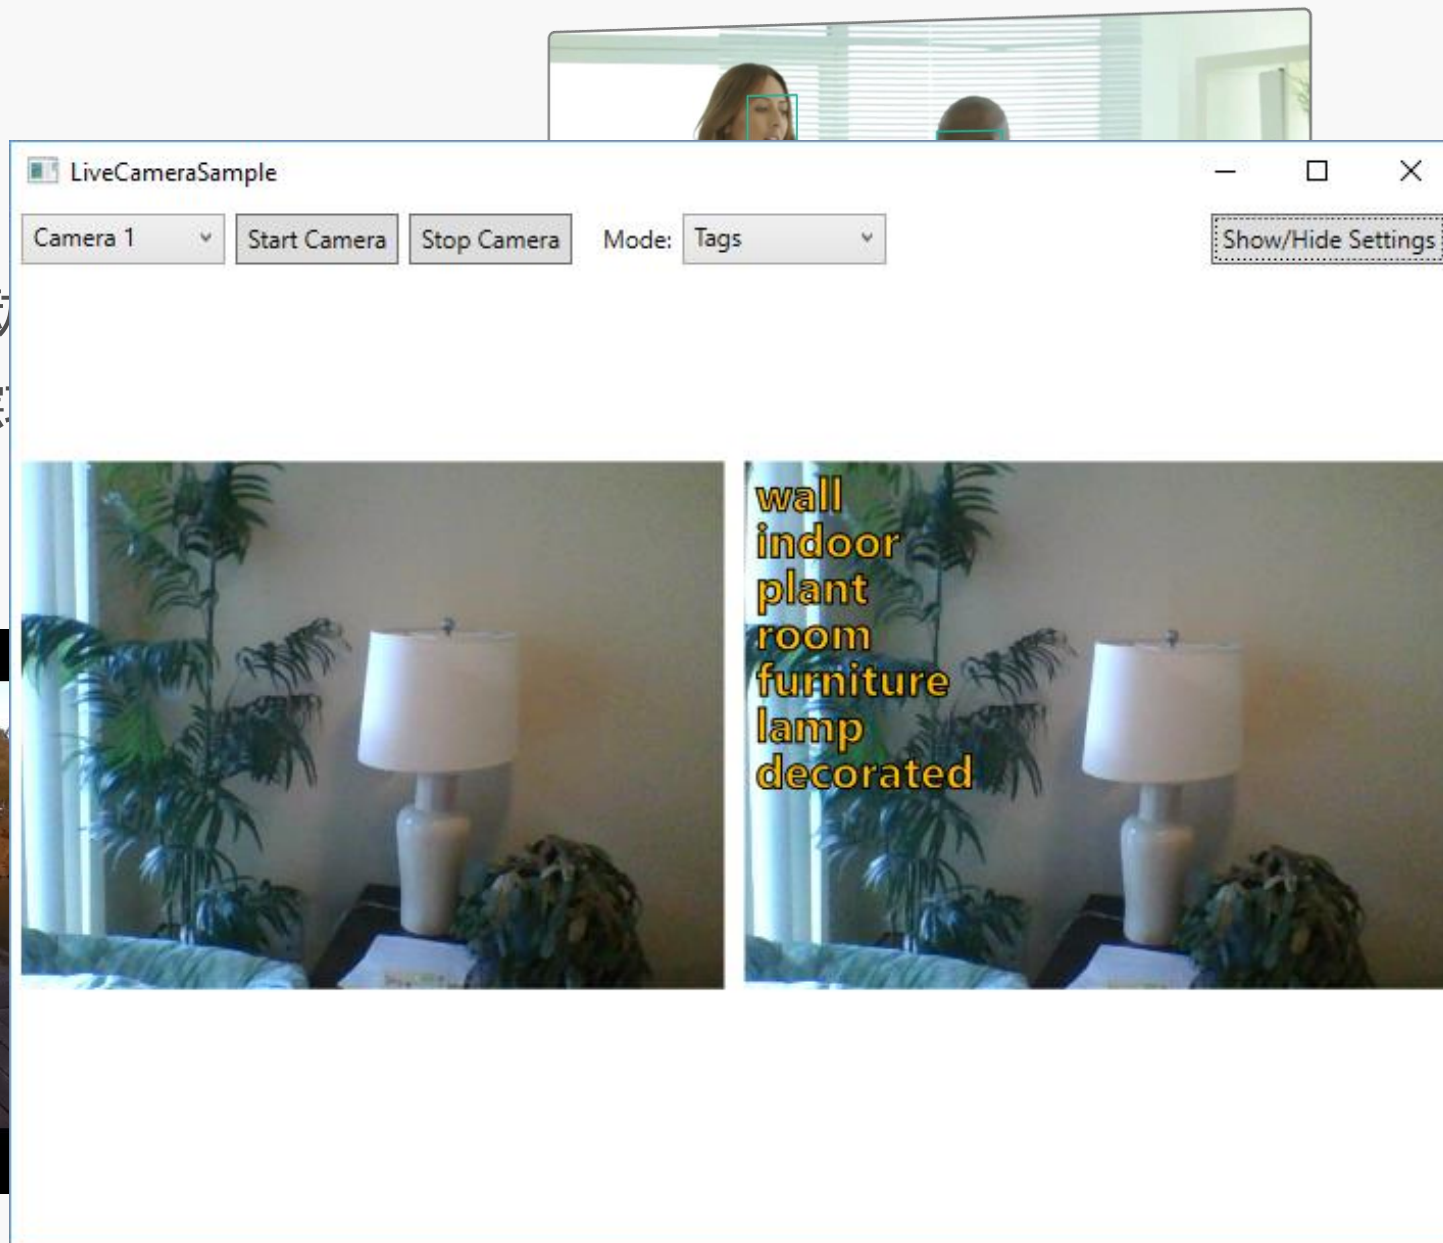 LiveCameraSample
Camera 1 Start Camera Stop Camera Mode: Tags Show/Hide Settings
wall
indoor
plant
room
furniture
lamp
decorated